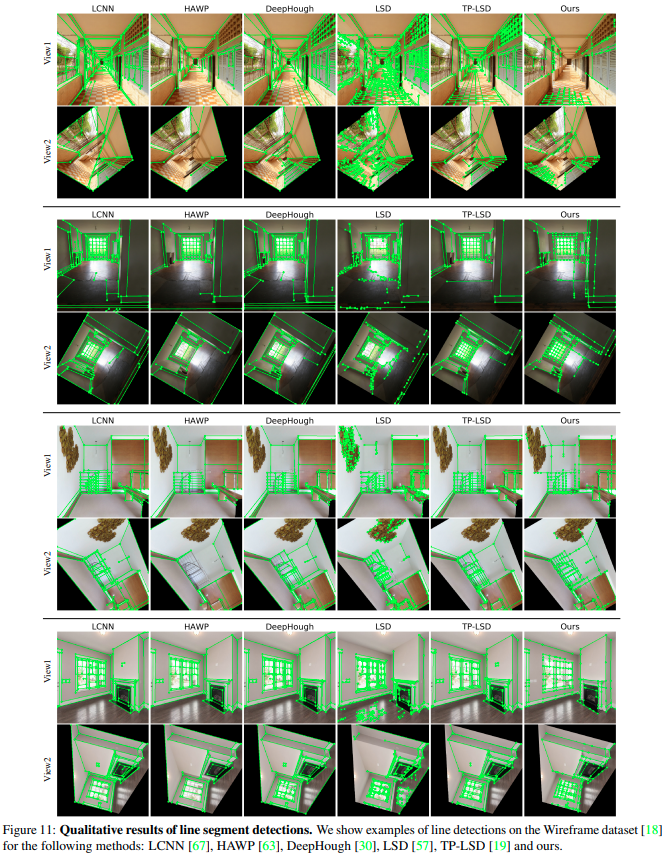 LCNN HAWP DeepHough LSD TP-LSD Ours
View1
View2
LCNN HAWP DeepHough LSD TP-LSD Ours
View1
View2
LCNN HAWP DeepHough LSD TP-LSD Ours
View1
View2
LCNN HAWP DeepHough LSD TP-LSD Ours
View1
View2
Figure 11: Qualitative results of line segment detections. We show examples of line detections on the Wireframe dataset [18]
for the following methods: LCNN [67], HAWP [63], DeepHough [30], LSD [57], TP-LSD [19] and ours.